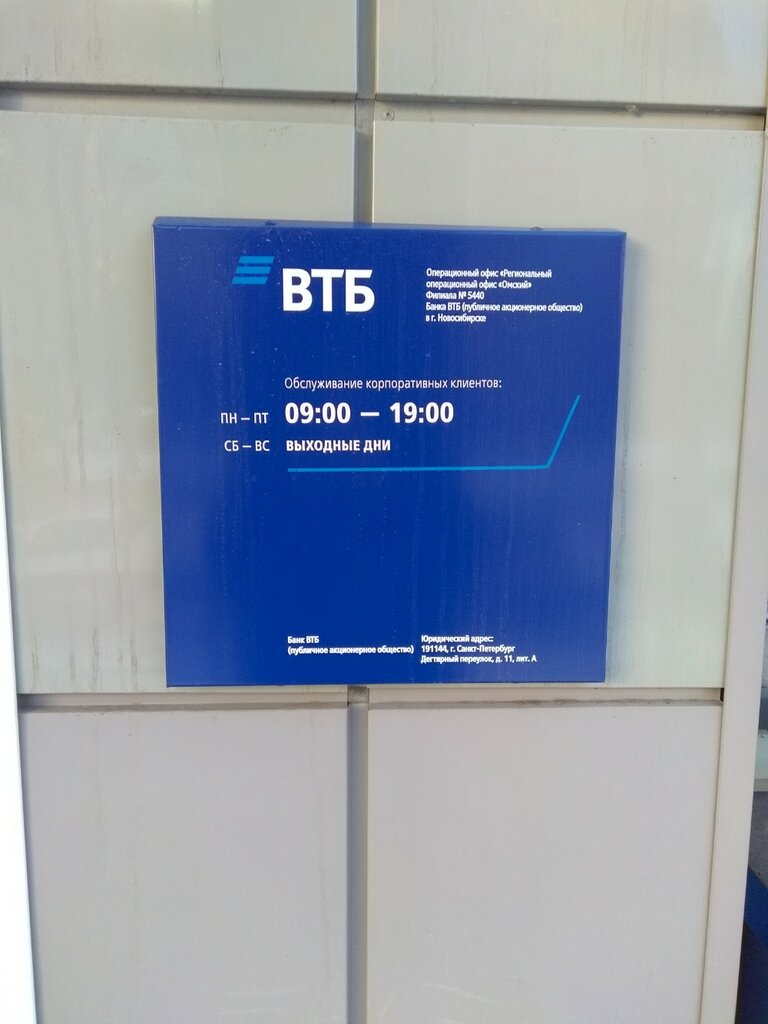 ВТБ
Операционный офис «Региональный
операционный офис «Омский»
Филиала № 5440
Банка ВТБ (публичное акционерное общество)
в г. Новосибирске
Обслуживание корпоративных клиентов:
ПН – ПТ 09:00 – 19:00
СБ – ВС ВЫХОДНЫЕ ДНИ
Банк ВТБ
(публичное акционерное общество)
Юридический адрес:
191144, г. Санкт-Петербург
Дегтярный переулок, д. 11, лит. А